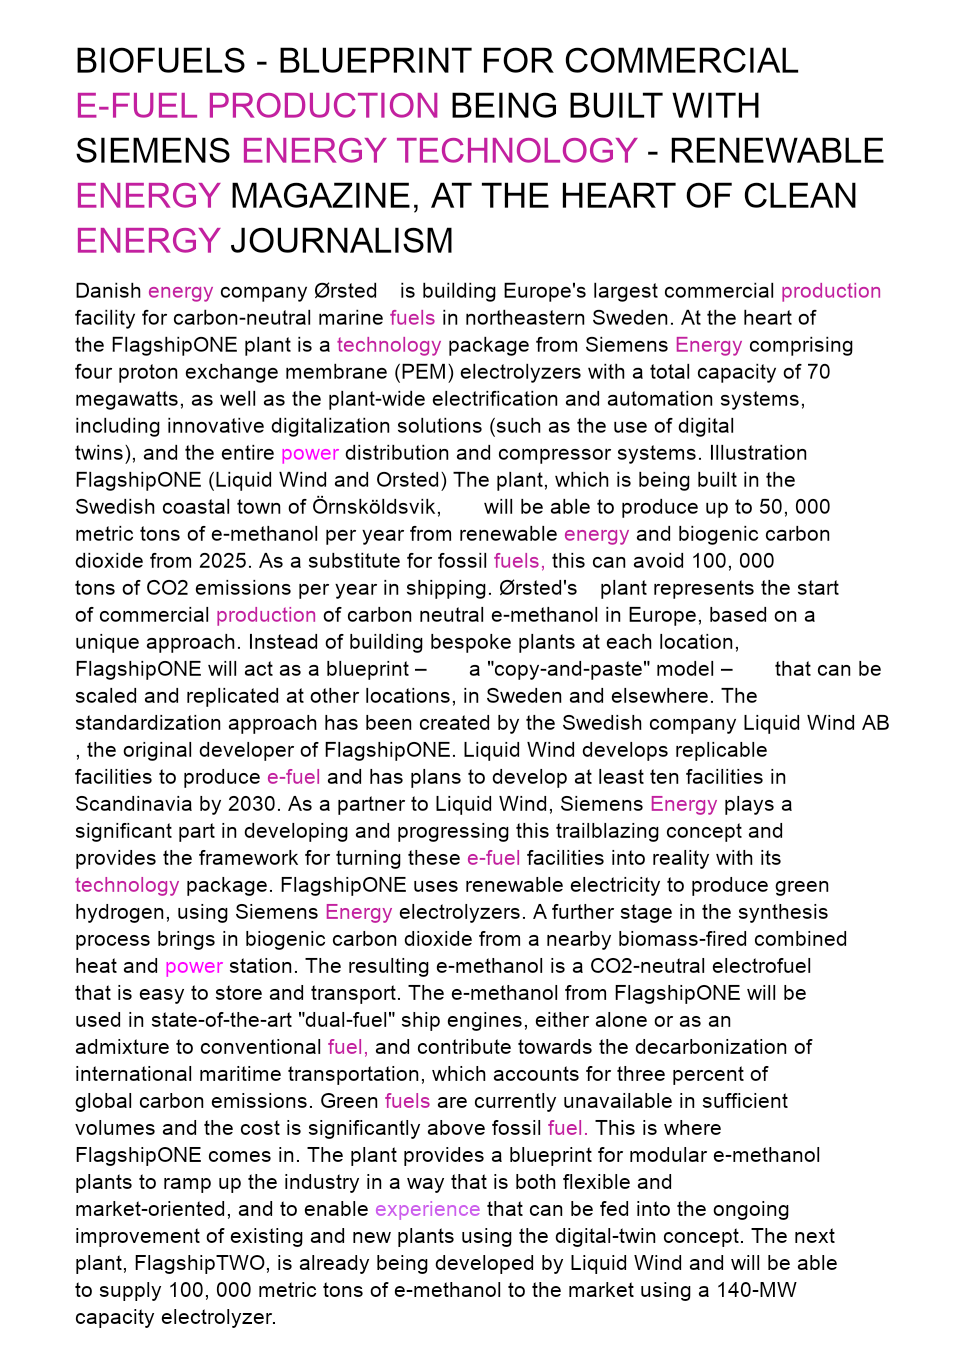 BIOFUELS - BLUEPRINT FOR COMMERCIAL
E-FUEL PRODUCTION BEING BUILT WITH
SIEMENS ENERGY TECHNOLOGY - RENEWABLE
ENERGY MAGAZINE, AT THE HEART OF CLEAN
ENERGY JOURNALISM
Danish energy company Ørsted is building Europe's largest commercial production
facility for carbon-neutral marine fuels in northeastern Sweden. At the heart of
the FlagshipONE plant is a technology package from Siemens Energy comprising
four proton exchange membrane (PEM) electrolyzers with a total capacity of 70
megawatts, as well as the plant-wide electrification and automation systems,
including innovative digitalization solutions (such as the use of digital
twins), and the entire power distribution and compressor systems. Illustration
FlagshipONE (Liquid Wind and Orsted) The plant, which is being built in the
Swedish coastal town of Örnsköldsvik, will be able to produce up to 50, 000
metric tons of e-methanol per year from renewable energy and biogenic carbon
dioxide from 2025. As a substitute for fossil fuels, this can avoid 100, 000
tons of CO2 emissions per year in shipping. Ørsted's plant represents the start
of commercial production of carbon neutral e-methanol in Europe, based on a
unique approach. Instead of building bespoke plants at each location,
FlagshipONE will act as a blueprint – a "copy-and-paste" model – that can be
scaled and replicated at other locations, in Sweden and elsewhere. The
standardization approach has been created by the Swedish company Liquid Wind AB
, the original developer of FlagshipONE. Liquid Wind develops replicable
facilities to produce e-fuel and has plans to develop at least ten facilities in
Scandinavia by 2030. As a partner to Liquid Wind, Siemens Energy plays a
significant part in developing and progressing this trailblazing concept and
provides the framework for turning these e-fuel facilities into reality with its
technology package. FlagshipONE uses renewable electricity to produce green
hydrogen, using Siemens Energy electrolyzers. A further stage in the synthesis
process brings in biogenic carbon dioxide from a nearby biomass-fired combined
heat and power station. The resulting e-methanol is a CO2-neutral electrofuel
that is easy to store and transport. The e-methanol from FlagshipONE will be
used in state-of-the-art "dual-fuel" ship engines, either alone or as an
admixture to conventional fuel, and contribute towards the decarbonization of
international maritime transportation, which accounts for three percent of
global carbon emissions. Green fuels are currently unavailable in sufficient
volumes and the cost is significantly above fossil fuel. This is where
FlagshipONE comes in. The plant provides a blueprint for modular e-methanol
plants to ramp up the industry in a way that is both flexible and
market-oriented, and to enable experience that can be fed into the ongoing
improvement of existing and new plants using the digital-twin concept. The next
plant, FlagshipTWO, is already being developed by Liquid Wind and will be able
to supply 100, 000 metric tons of e-methanol to the market using a 140-MW
capacity electrolyzer.